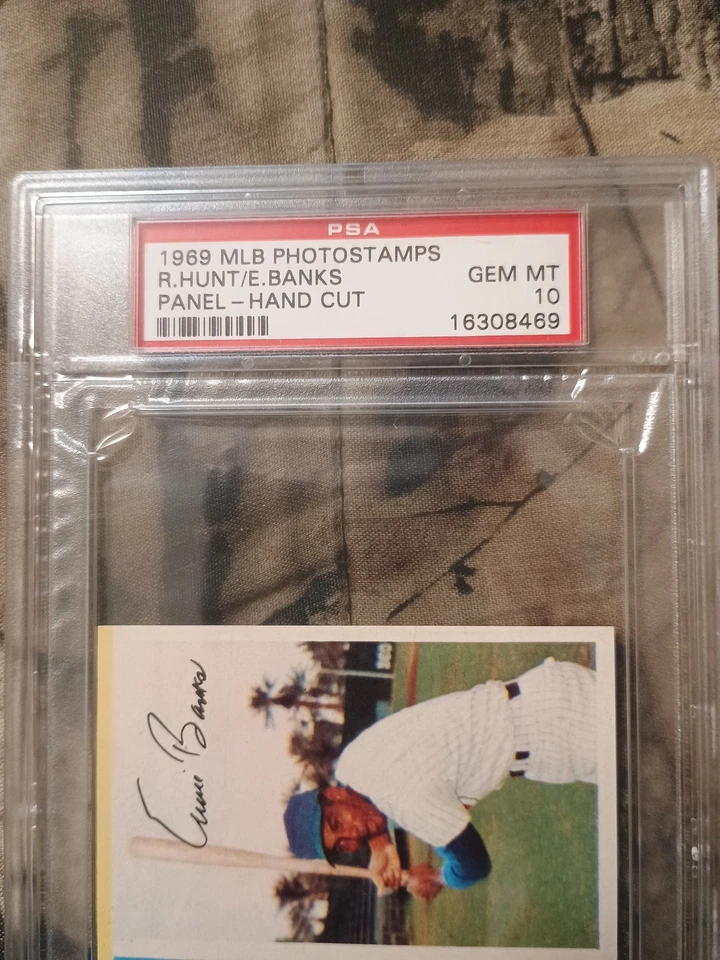 PSA
1969 MLB PHOTOSTAMPS
R.HUNT/E.BANKS
GEM MT
PANEL-HAND CUT
10
16308469
Ernie Banks